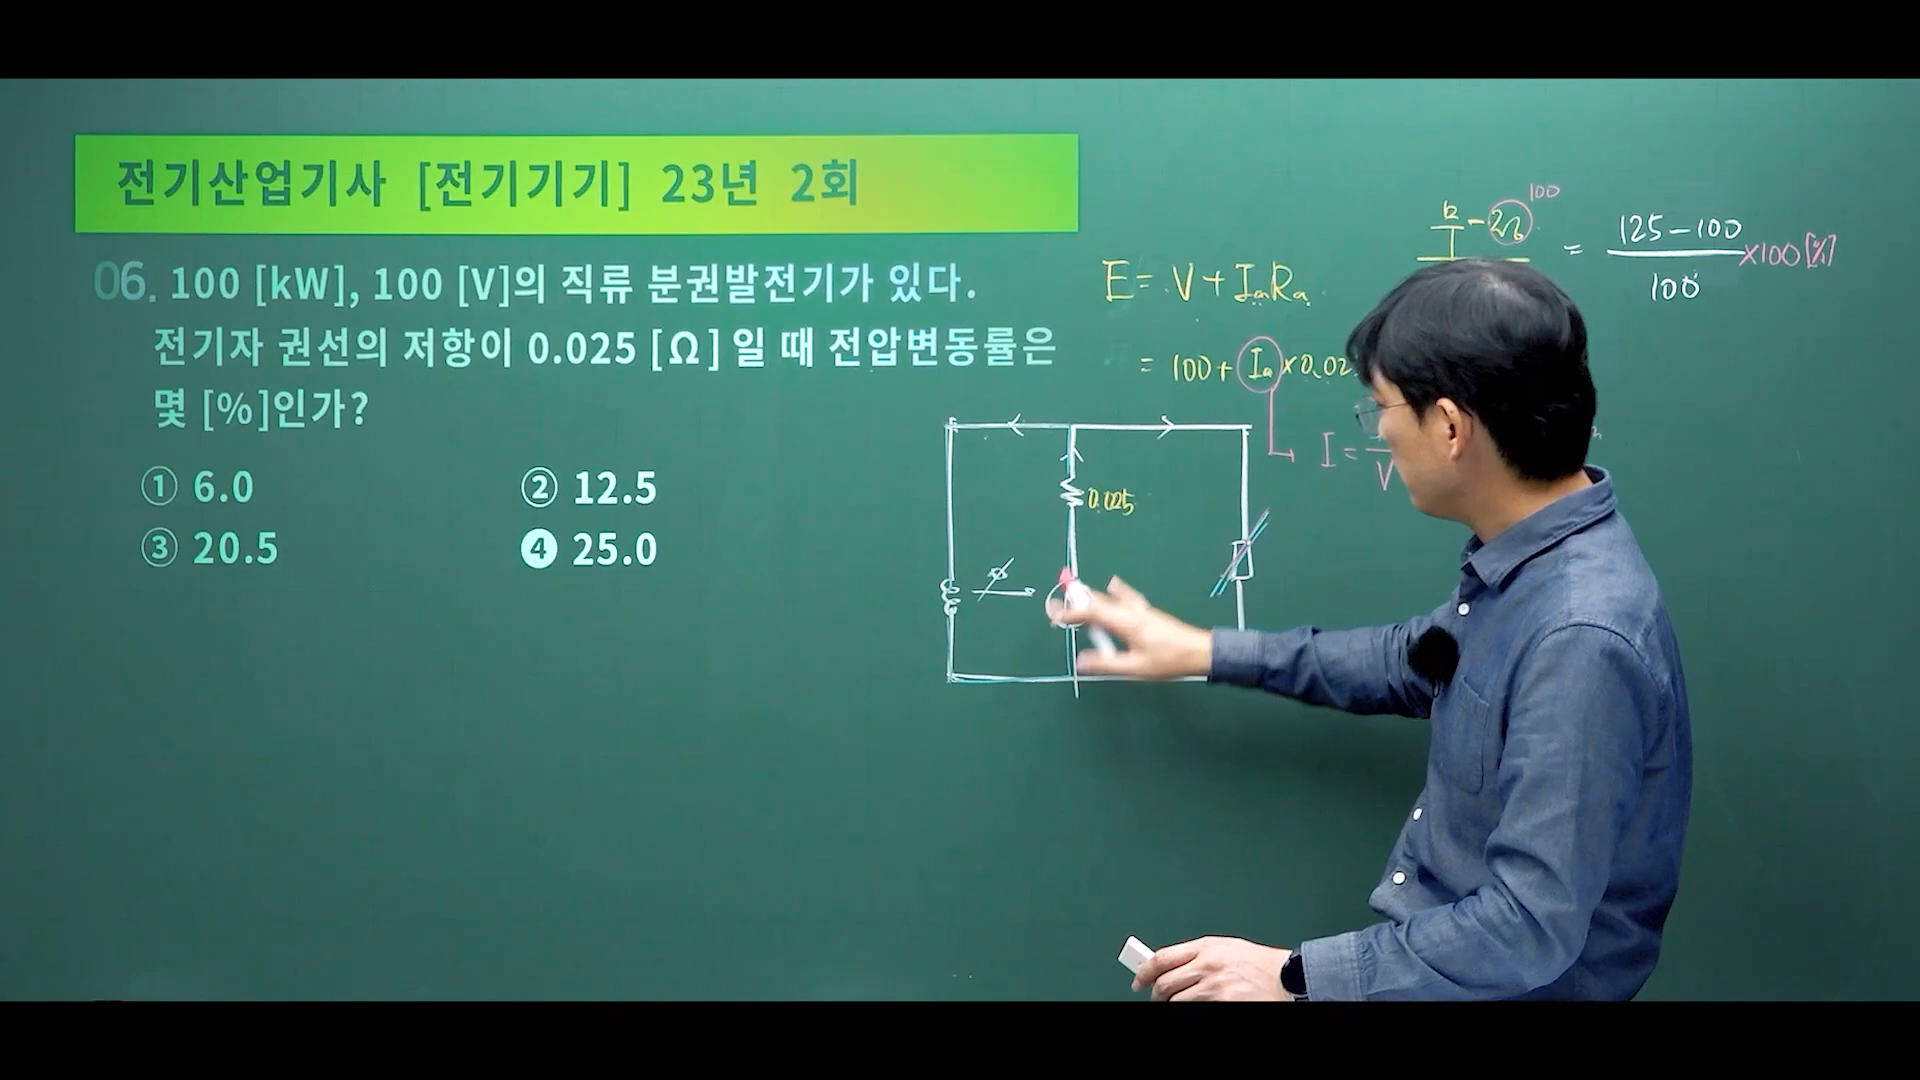 전기산업기사 [전기기기] 23년 2회
06. 100 [kW], 100 [V]의 직류 분권발전기가 있다.
전기자 권선의 저항이 0.025 [Ω] 일 때 전압변동률은
몇 [%]인가?
① 6.0
② 12.5
③ 20.5
④ 25.0
E = V + IaRa
= 100 + Ia × 0.02
I =
V
100
= 125 - 100
100
×100 [%]
0.025
φ